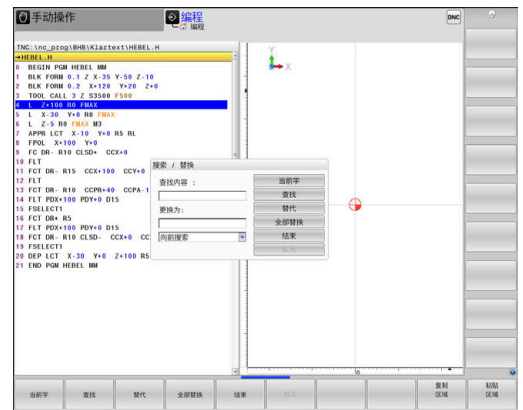 手动操作
编程
编程
DNC
TNC:\nc_prog\BHB\Klartext\HEBEL.H
→HEBEL.H
0 BEGIN PGM HEBEL MM
1 BLK FORM 0.1 Z X-35 Y-50 Z-10
2 BLK FORM 0.2 X+120 Y+20 Z+0
3 TOOL CALL 3 Z S3500 F500
4 L Z+100 R0 FMAX
5 L X-30 Y+0 R0 FMAX
6 L Z-5 R0 FMAX M3
7 APPR LCT X-10 Y+0 R5 RL
8 FPOL X+100 Y+0
9 FC DR- R10 CLSD+ CCX+0
10 FLT
11 FCT DR- R15 CCX+100 CCY+0
12 FLT
13 FCT DR- R10 CCPR+40 CCPA-1
14 FLT PDX+100 PDY+0 D15
15 FSELECT1
16 FCT DR+ R5
17 FLT PDX+100 PDY+0 D15
18 FCT DR- R10 CLSD- CCX+0 CC
19 FSELECT1
20 DEP LCT X-30 Y+0 Z+100 R5
21 END PGM HEBEL MM
Y
X
搜索 / 替换
查找内容 :
更换为:
向前搜索
当前字
查找
替代
全部替换
结束
取消
0
当前字
查找
替代
全部替换
结束
取消
复制
区域
粘贴
区域